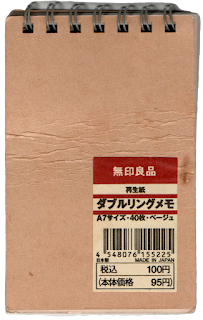 無印良品
再生紙
ダブルリングメモ
A7サイズ・40枚・ベージュ
4 548076 155225
日本製 MADE IN JAPAN
税込 100円
(本体価格 95円)